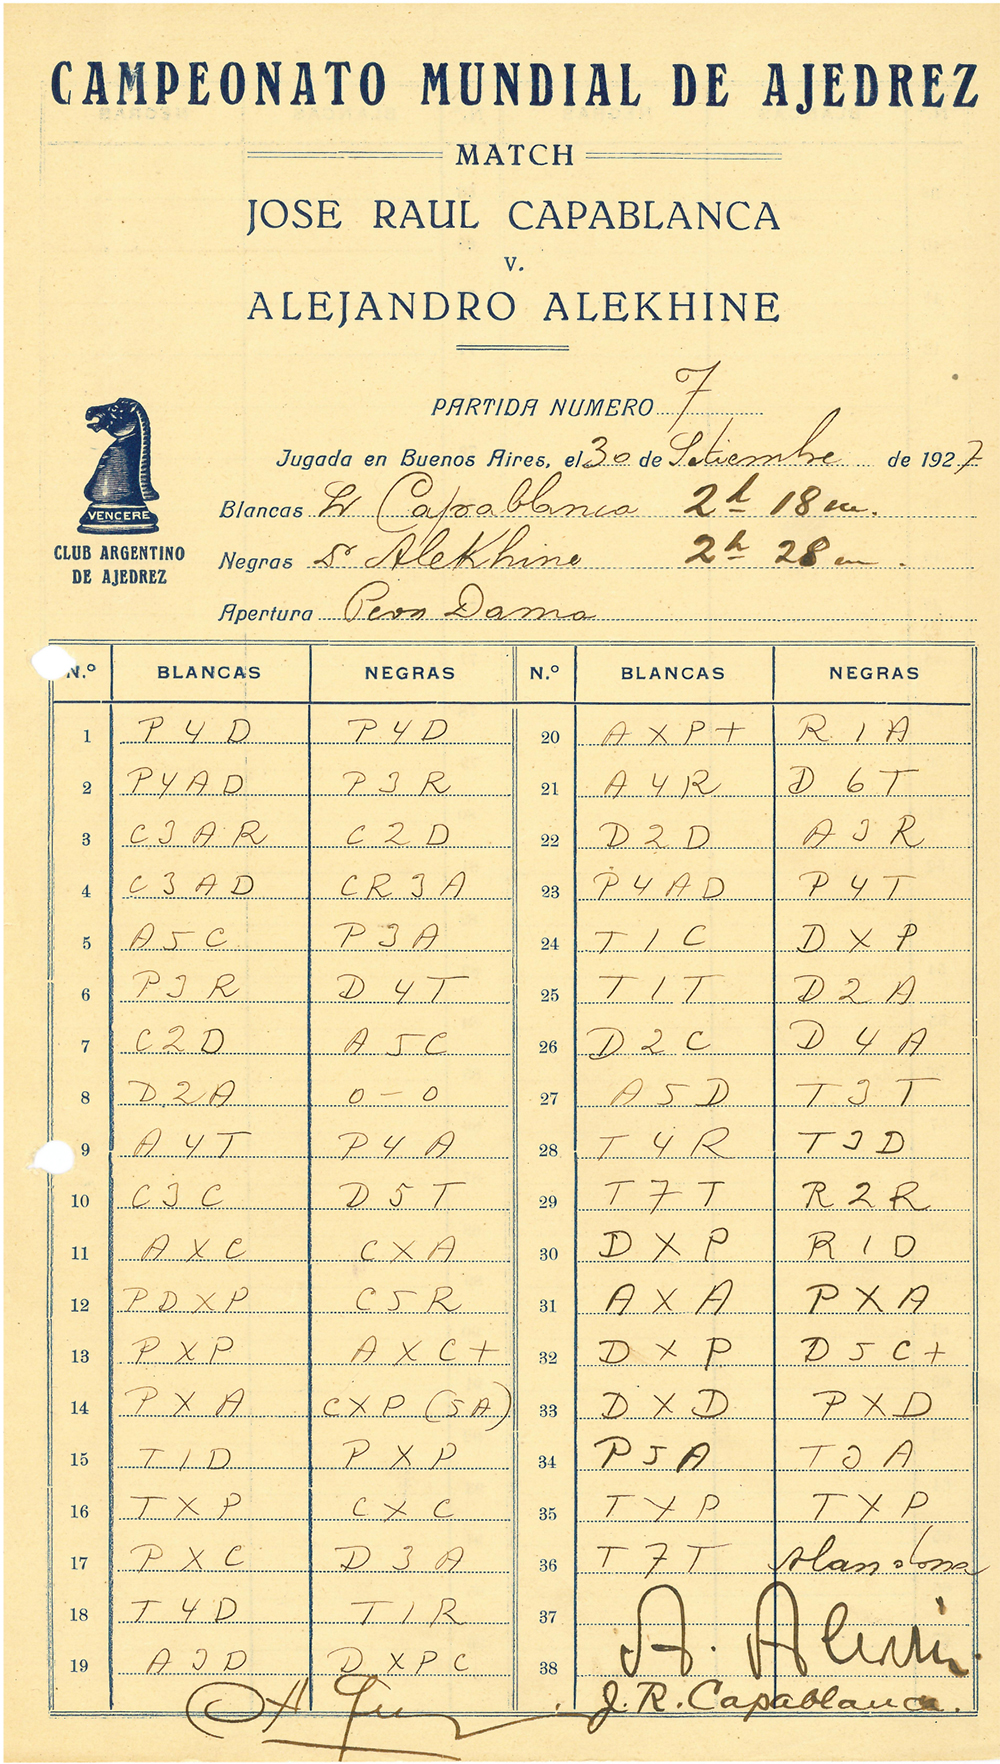 CAMPEONATO MUNDIAL DE AJEDREZ
MATCH
JOSE RAUL CAPABLANCA
v.
ALEJANDRO ALEKHINE
PARTIDA NUMERO 7
Jugada en Buenos Aires, el 30 de Setiembre de 1927
Blancas Sr Capablanca 2h 18 m.
Negras Sr Alekhine 2h 28 m.
Apertura Peon Dama
VENCERE
CLUB ARGENTINO
DE AJEDREZ
N.º BLANCAS NEGRAS N.º BLANCAS NEGRAS
1 P4D P4D 20 AXP+ R1A
2 P4AD P3R 21 A4R D6T
3 C3AR C2D 22 D2D A3R
4 C3AD CR3A 23 P4AD P4T
5 A5C P3A 24 T1C DXP
6 P3R D4T 25 T1T D2A
7 C2D A5C 26 D2C D4A
8 D2A 0-0 27 A5D T3T
9 A4T P4A 28 T4R T3D
10 C3C D5T 29 T7T R2R
11 AXC CXA 30 DXP R1D
12 PDXP C5R 31 AXA PXA
13 PXP AXC+ 32 DXP D5C+
14 PXA CXP (5A) 33 DXD PXD
15 T1D PXP 34 P5A T3A
16 TXP CXC 35 TXP TXP
17 PXC D3A 36 T7T Abandona
18 T4D T1R 37
19 A3D DXPC 38
J. R. Capablanca.